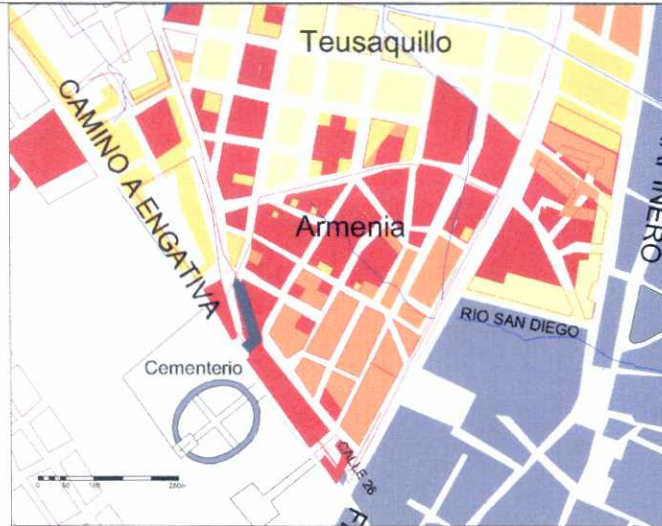 Teusaquillo
CAMINO A ENGATIVA
Armenia
RIO SAN DIEGO
Cementerio
CALLE 26